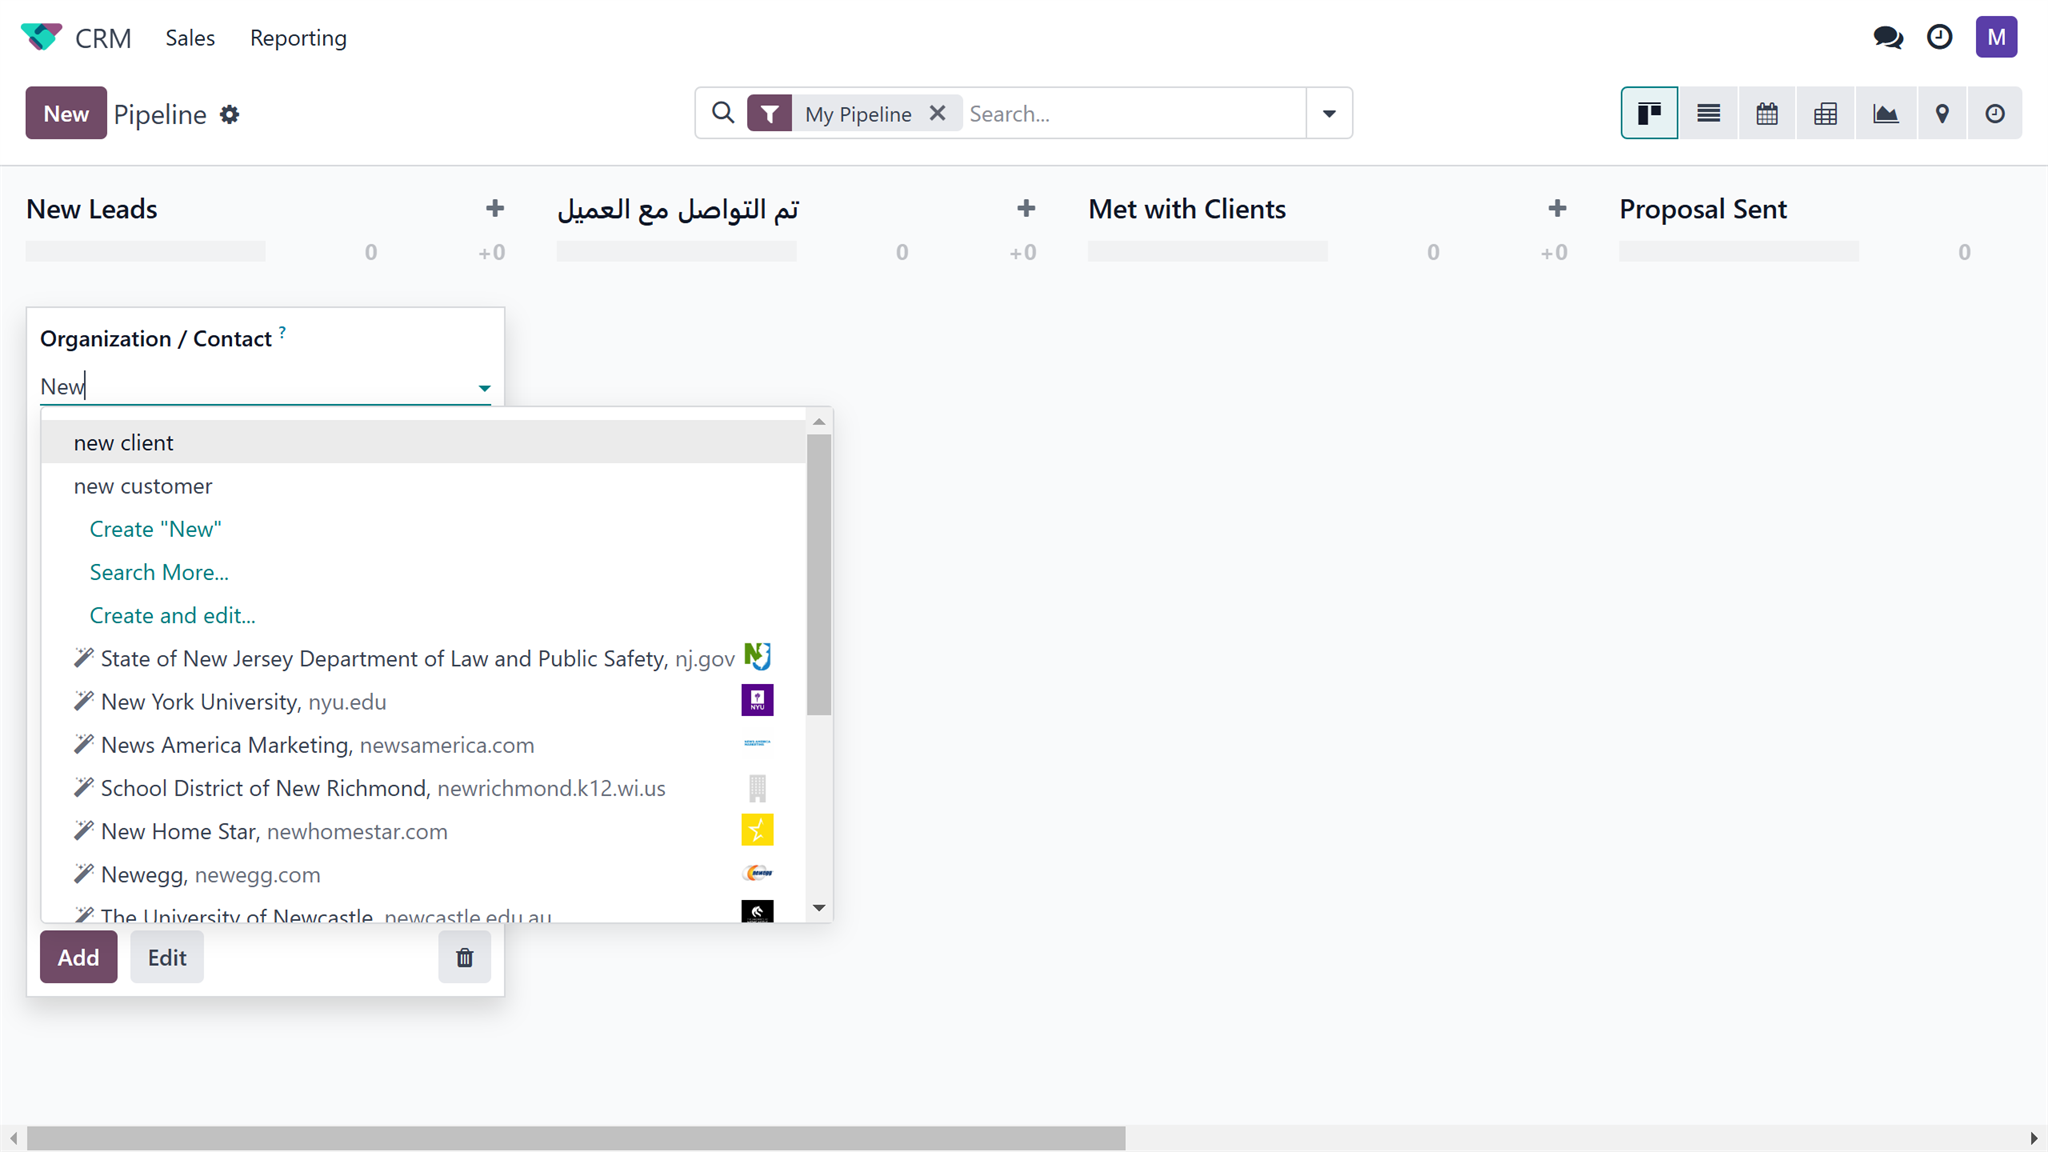 CRM Sales Reporting M
New Pipeline My Pipeline Search...
New Leads
0 +0
تم التواصل مع العميل
0 +0
Met with Clients
0 +0
Proposal Sent
0
Organization / Contact ?
New
new client
new customer
Create "New"
Search More...
Create and edit...
State of New Jersey Department of Law and Public Safety, nj.gov
New York University, nyu.edu
NYU
News America Marketing, newsamerica.com
School District of New Richmond, newrichmond.k12.wi.us
New Home Star, newhomestar.com
Newegg, newegg.com
The University of Newcastle, newcastle.edu.au
Add Edit